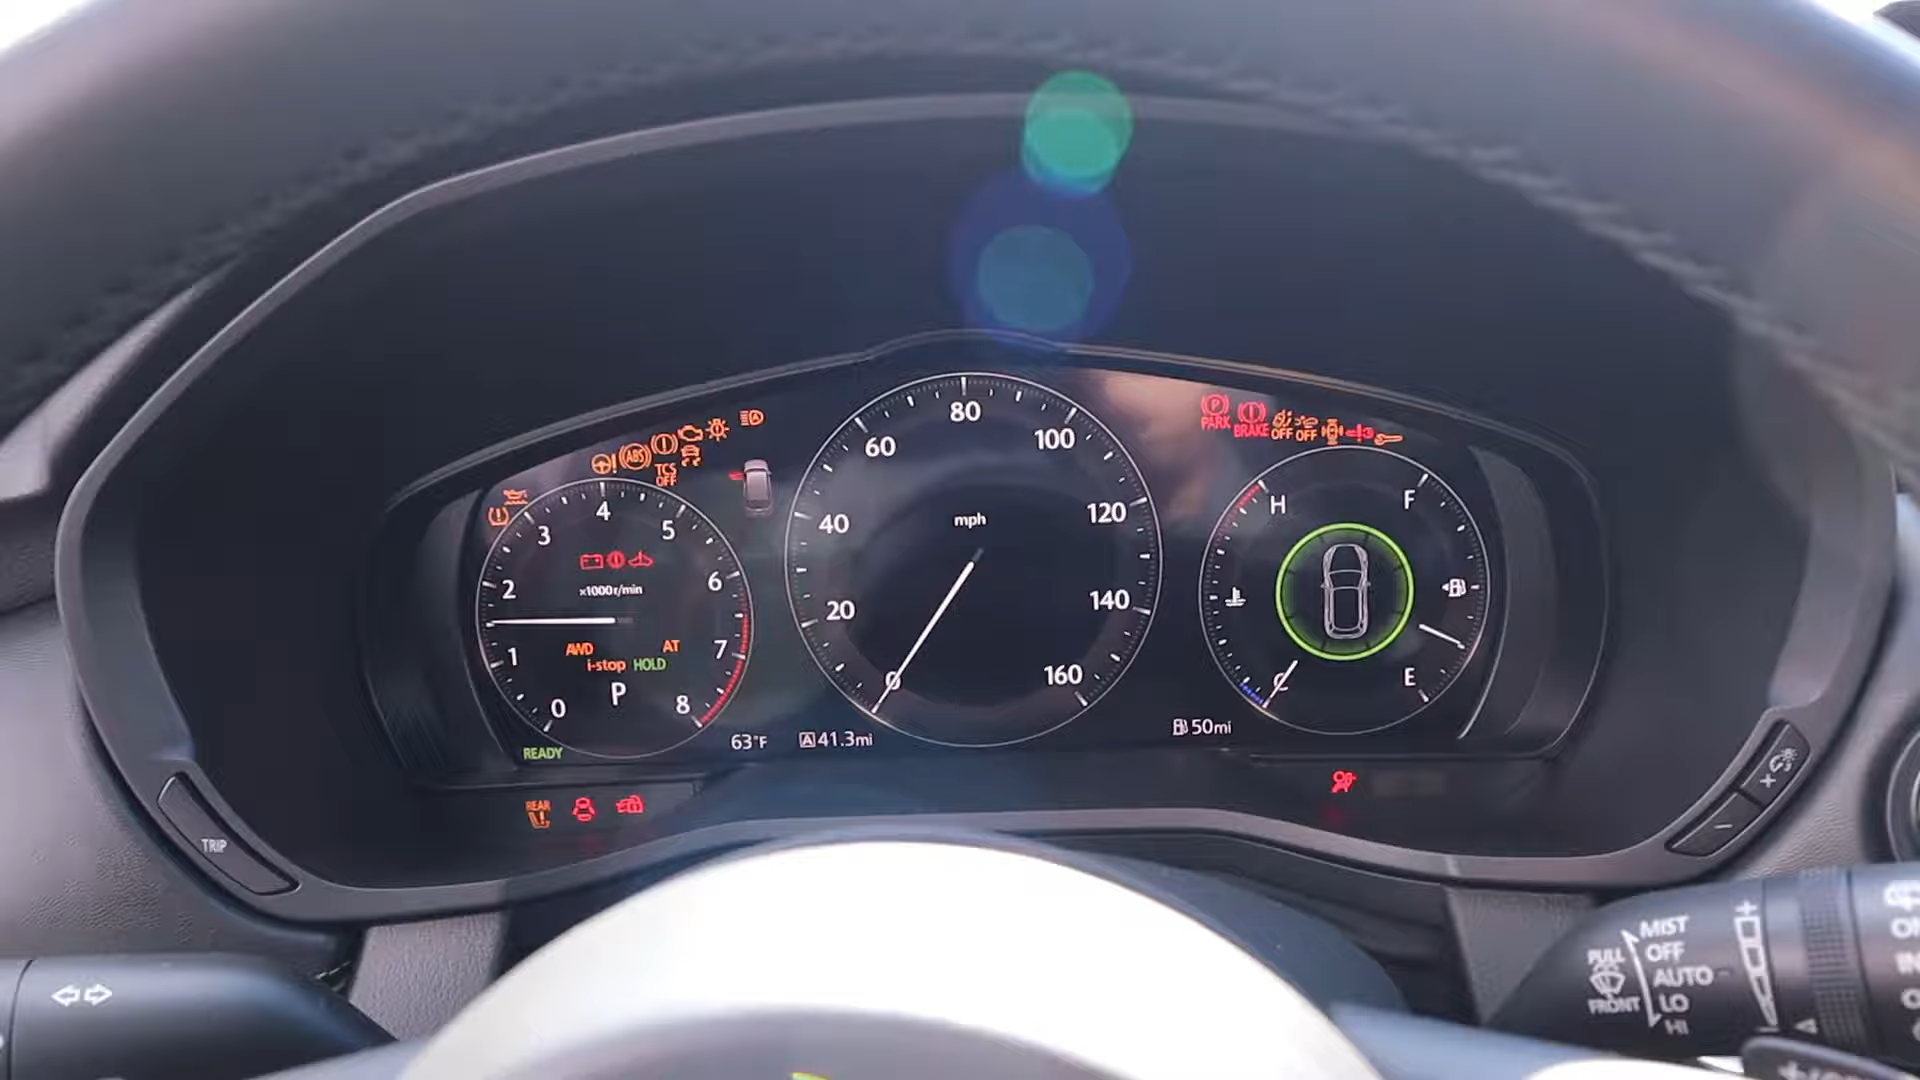 PARK
BRAKE
OFF
OFF
ABS
TCS
OFF
0
1
2
3
4
5
6
7
8
×1000r/min
AWD
AT
i-stop HOLD
P
READY
0
20
40
60
80
100
120
140
160
mph
H
C
F
E
63°F
A 41.3mi
50mi
REAR
TRIP
MIST
OFF
AUTO
LO
HI
PULL
FRONT